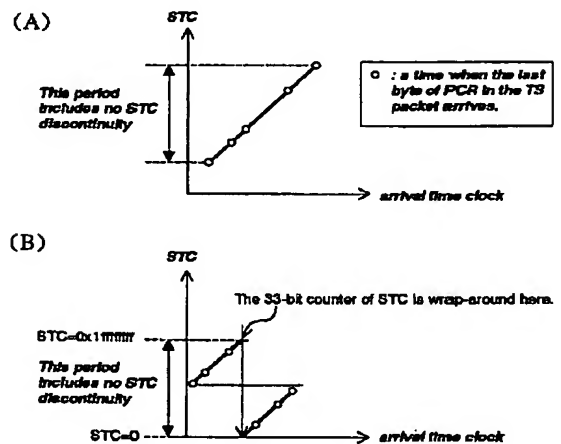 (A)
STC
This period
includes no STC
discontinuity
o : a time when the last
byte of PCR in the TS
packet arrives.
arrival time clock
(B)
STC
The 33-bit counter of STC is wrap-around here.
STC=0x1ffffffff
This period
includes no STC
discontinuity
STC=0
arrival time clock